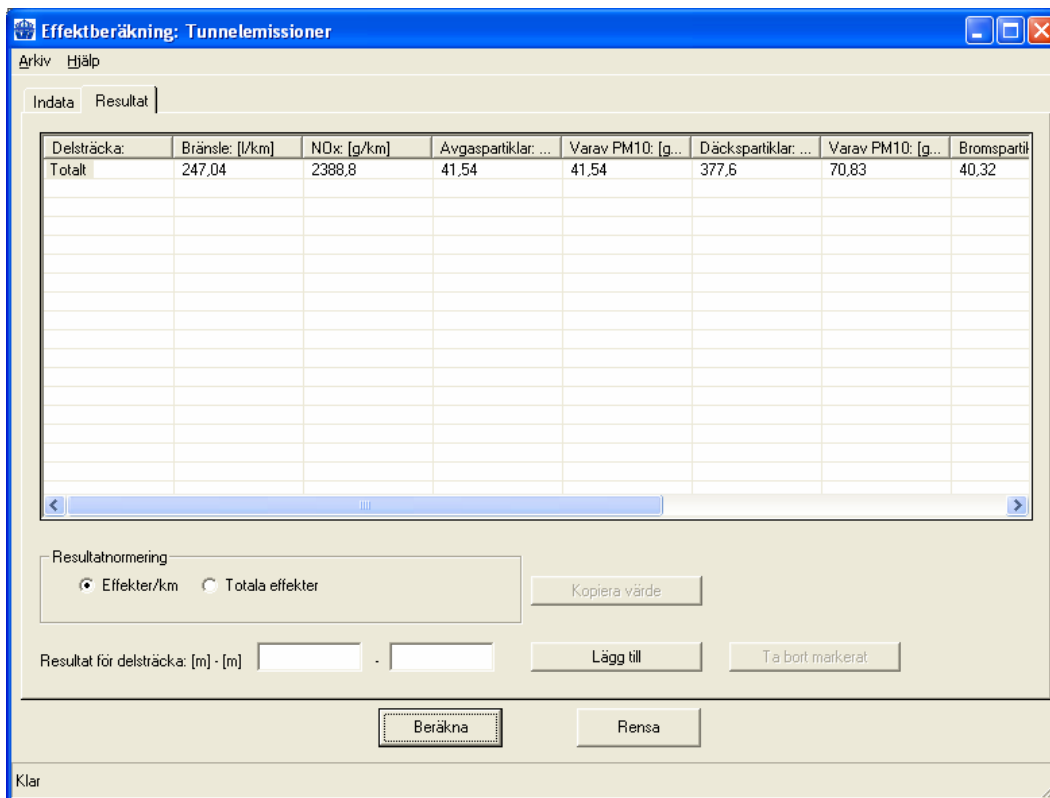 Effektberäkning: Tunnelemissioner
Arkiv Hjälp
Indata Resultat
Delsträcka: Bränsle: [l/km] NOx: [g/km] Avgaspartiklar: ... Varav PM10: [g... Däckspartiklar: ... Varav PM10: [g... Bromspartik
Totalt 247,04 2388,8 41,54 41,54 377,6 70,83 40,32
Resultatnormering
Effekter/km Totala effekter
Kopiera värde
Resultat för delsträcka: [m] - [m] - Lägg till Ta bort markerat
Beräkna Rensa
Klar